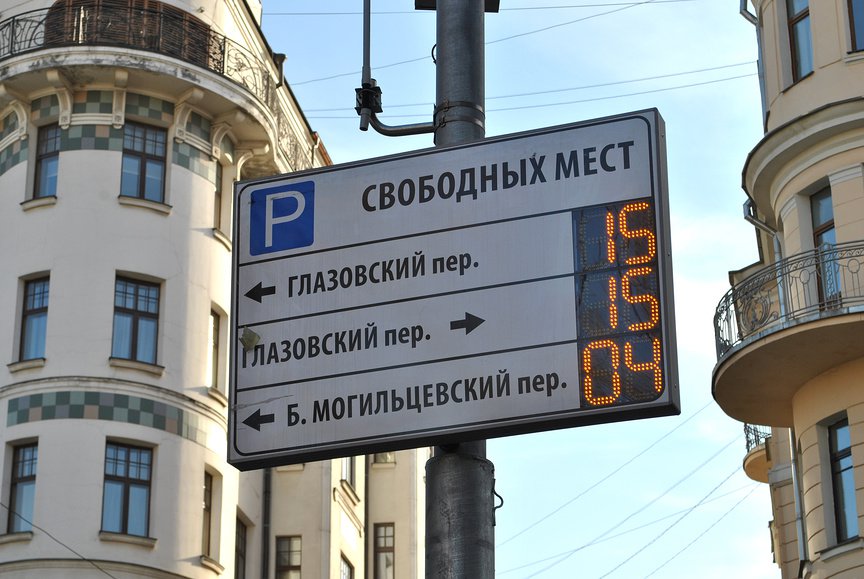 P СВОБОДНЫХ МЕСТ
← ГЛАЗОВСКИЙ пер. 15
ГЛАЗОВСКИЙ пер. → 15
← Б. МОГИЛЬЦЕВСКИЙ пер. 04